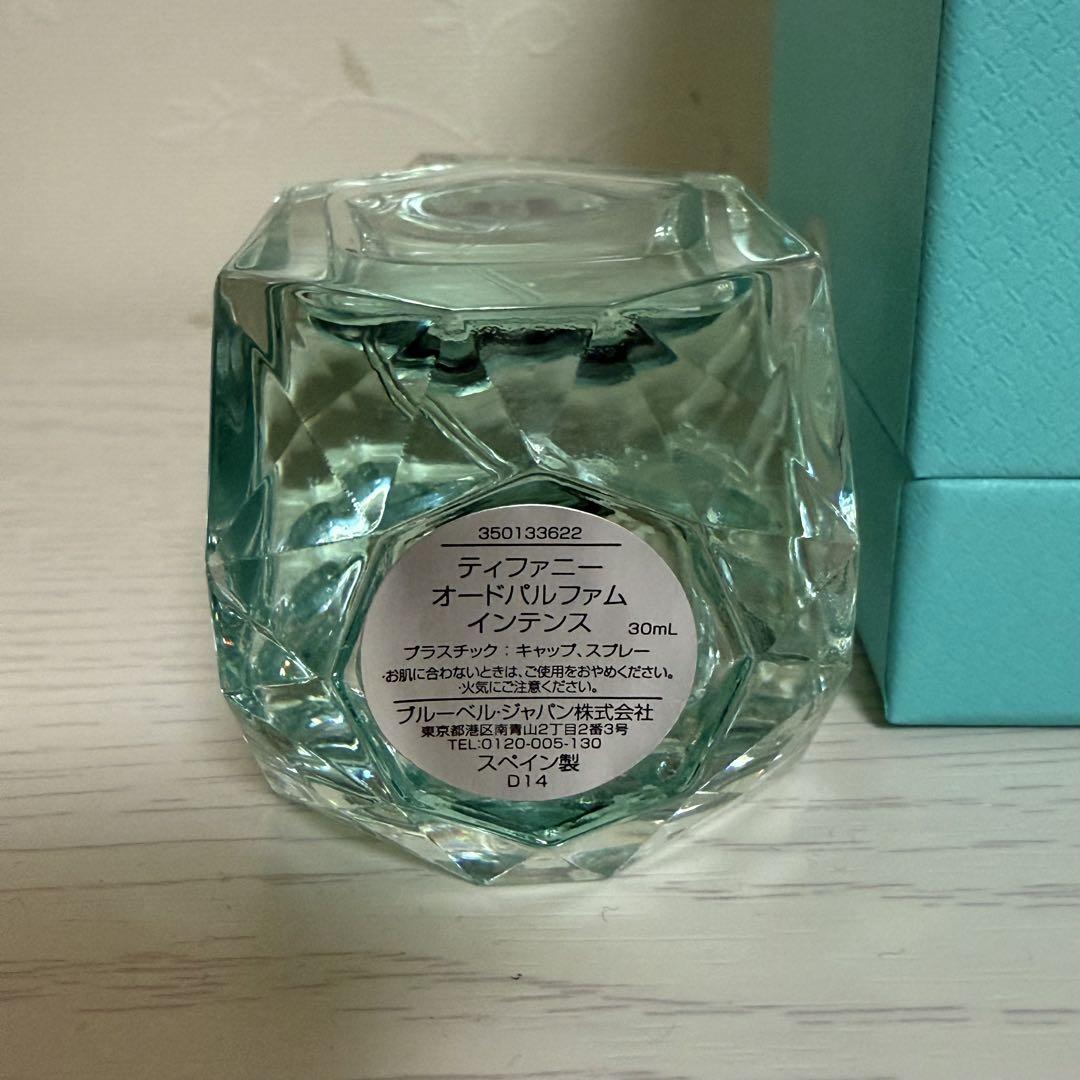 350133622
ティファニー
オードパルファム
インテンス 30mL
プラスチック：キャップ、スプレー
・お肌に合わないときは、ご使用をおやめください。
・火気にご注意ください。
ブルーベル・ジャパン株式会社
東京都港区南青山2丁目2番3号
TEL:0120-005-130
スペイン製
D14